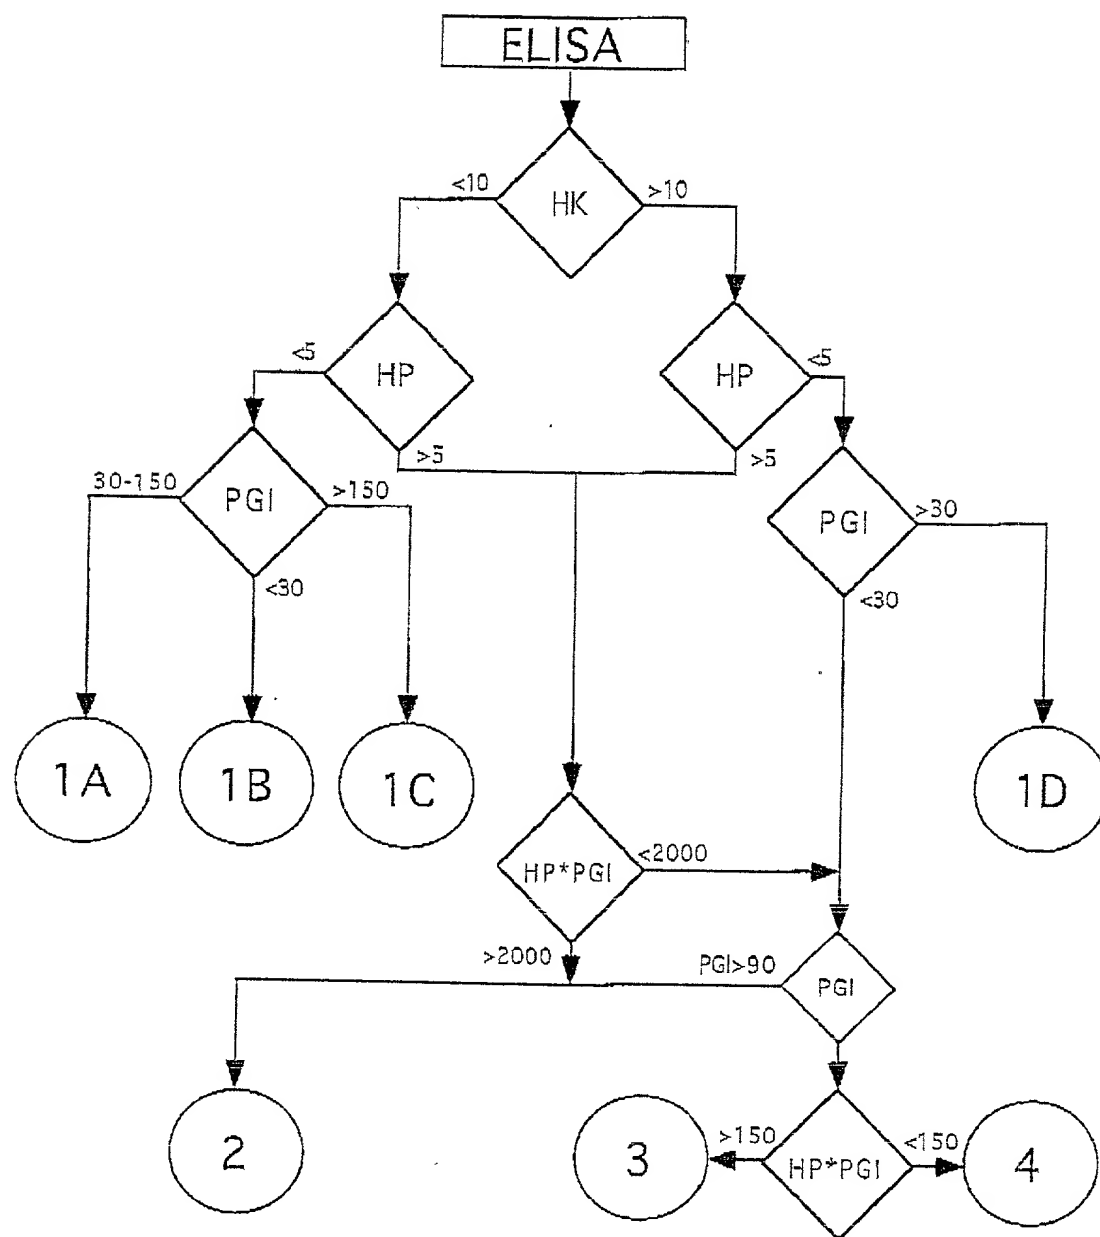 ELISA
<10
HK
>10
<5
HP
HP
<5
>5
>5
30-150
PGI
>150
PGI
>30
<30
<30
1A
1B
1C
1D
HP*PGI
<2000
>2000
PGI>90
PGI
2
3
>150
HP*PGI
<150
4